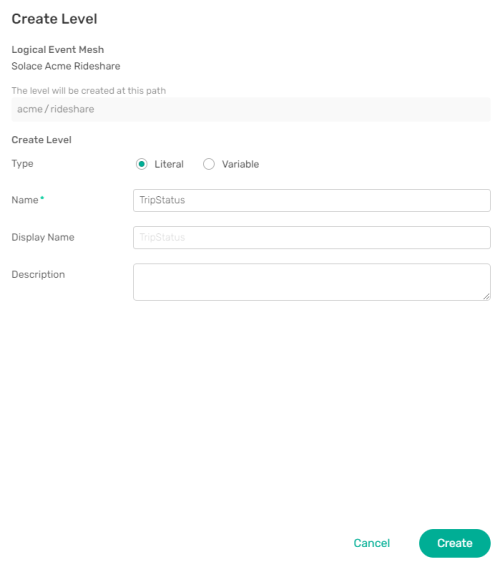 Create Level
Logical Event Mesh
Solace Acme Rideshare
The level will be created at this path
acme/rideshare
Create Level
Type Literal Variable
Name* TripStatus
Display Name TripStatus
Description
Cancel Create